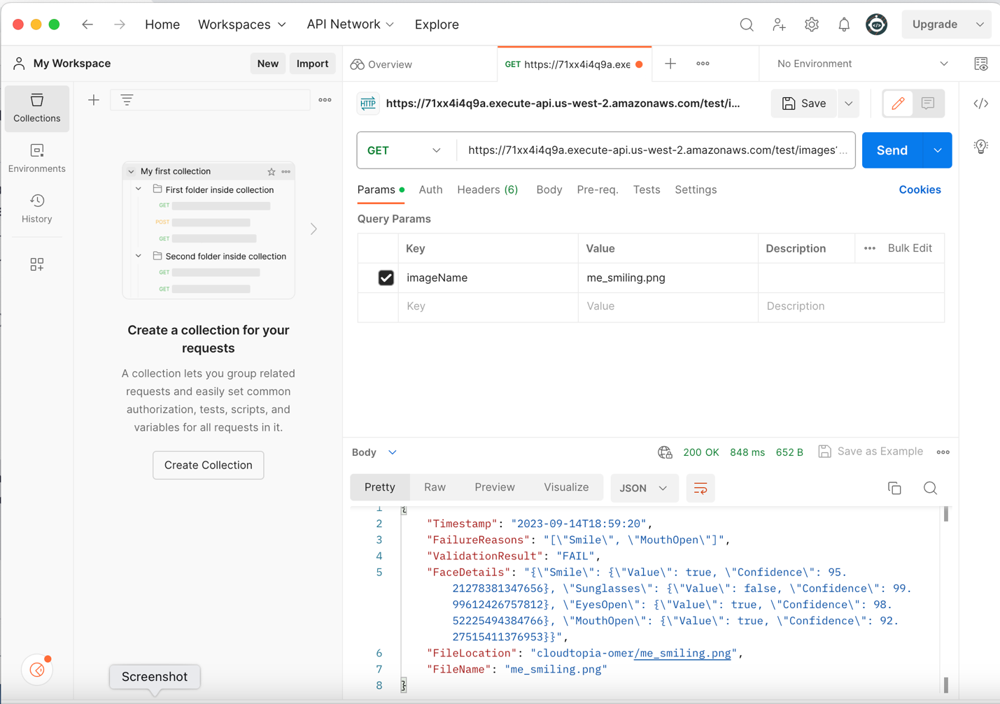 Home Workspaces API Network Explore Upgrade
My Workspace New Import Overview GET https://71xx4i4q9a.exe No Environment
Collections
Environments
History
My first collection
First folder inside collection
GET
POST
GET
Second folder inside collection
GET
GET
Create a collection for your
requests
A collection lets you group related
requests and easily set common
authorization, tests, scripts, and
variables for all requests in it.
Create Collection
Screenshot
HTTP https://71xx4i4q9a.execute-api.us-west-2.amazonaws.com/test/i... Save
GET https://71xx4i4q9a.execute-api.us-west-2.amazonaws.com/test/images? ... Send
Params Auth Headers (6) Body Pre-req. Tests Settings Cookies
Query Params
Key Value Description ••• Bulk Edit
imageName me_smiling.png
Key Value Description
Body 200 OK 848 ms 652 B Save as Example
Pretty Raw Preview Visualize JSON
1 {
2 "Timestamp": "2023-09-14T18:59:20",
3 "FailureReasons": "[\"Smile\", \"MouthOpen\"]",
4 "ValidationResult": "FAIL",
5 "FaceDetails": "{\"Smile\": {\"Value\": true, \"Confidence\": 95.
21278381347656}, \"Sunglasses\": {\"Value\": false, \"Confidence\": 99.
99612426757812}, \"EyesOpen\": {\"Value\": true, \"Confidence\": 98.
52225494384766}, \"MouthOpen\": {\"Value\": true, \"Confidence\": 92.
27515411376953}}",
6 "FileLocation": "cloudtopia-omer/me_smiling.png",
7 "FileName": "me_smiling.png"
8 }